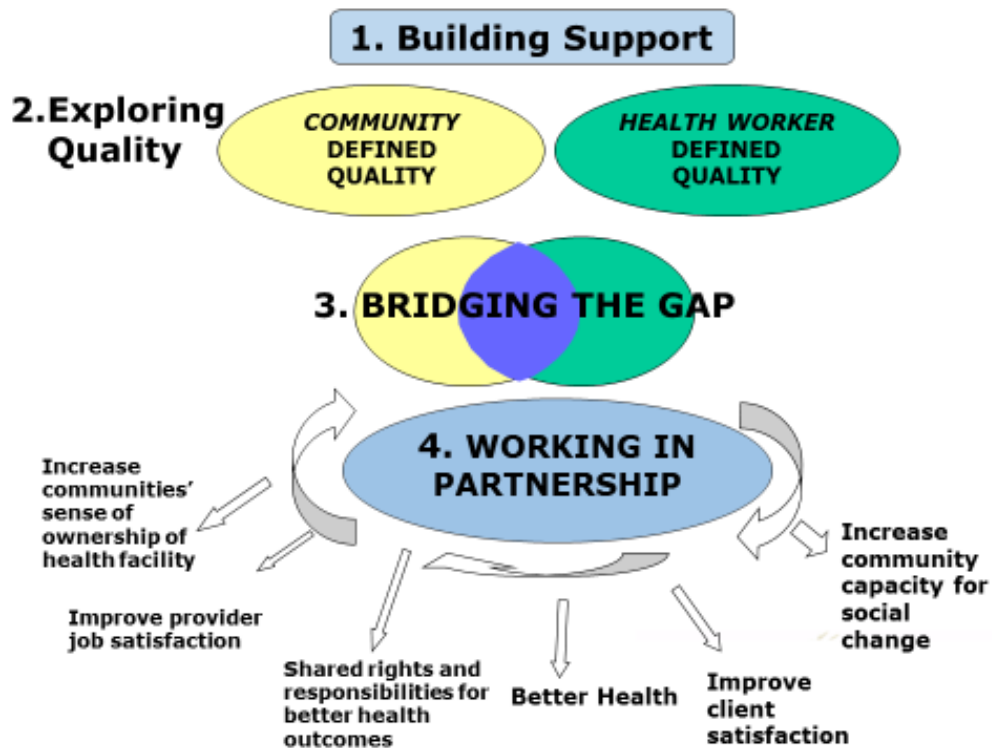 1. Building Support
2.Exploring
Quality
COMMUNITY
DEFINED
QUALITY
HEALTH WORKER
DEFINED
QUALITY
3. BRIDGING THE GAP
4. WORKING IN
PARTNERSHIP
Increase
communities’
sense of
ownership of
health facility
Improve provider
job satisfaction
Shared rights and
responsibilities for
better health
outcomes
Better Health
Improve
client
satisfaction
Increase
community
capacity for
social
change